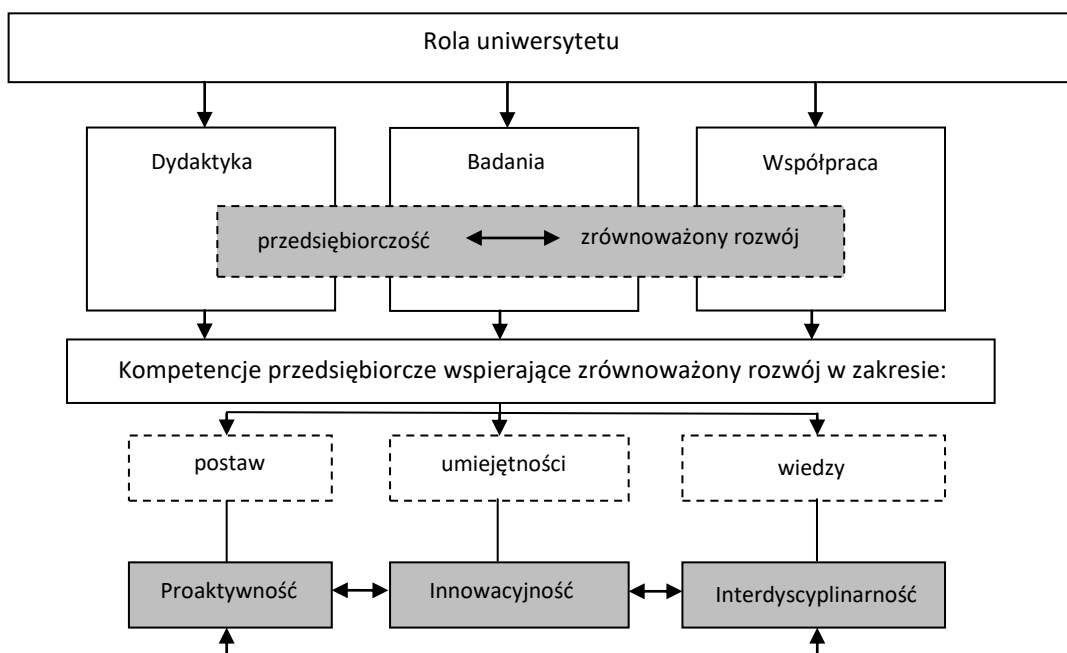 Rola uniwersytetu
Dydaktyka
Badania
Współpraca
przedsiębiorczość
zrównoważony rozwój
Kompetencje przedsiębiorcze wspierające zrównoważony rozwój w zakresie:
postaw
umiejętności
wiedzy
Proaktywność
Innowacyjność
Interdyscyplinarność